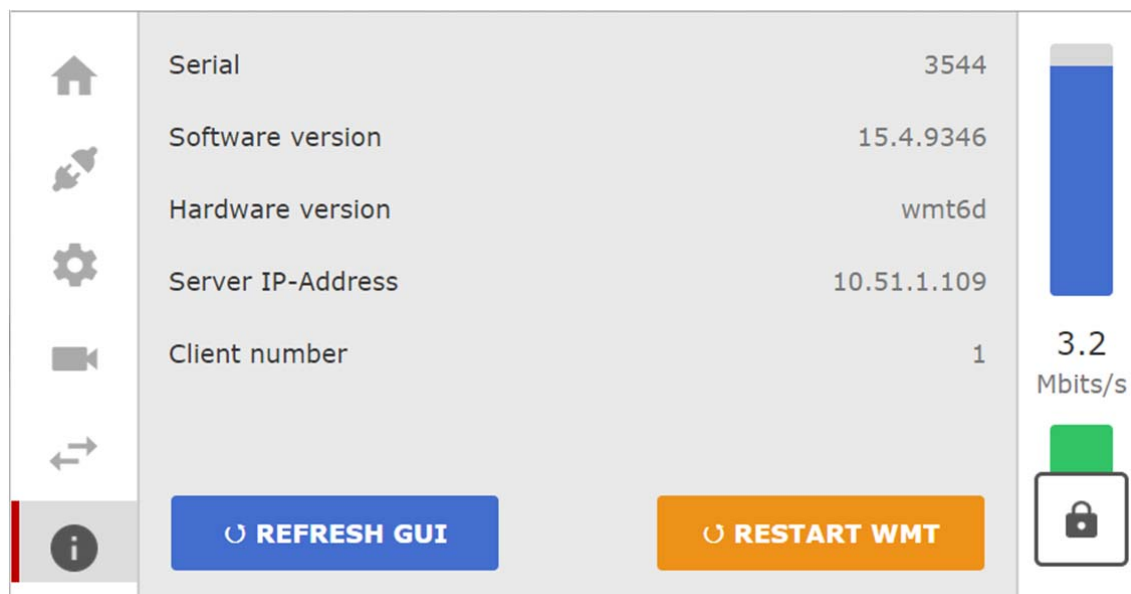 Serial 3544
Software version 15.4.9346
Hardware version wmt6d
Server IP-Address 10.51.1.109
Client number 1
3.2
Mbits/s
REFRESH GUI RESTART WMT